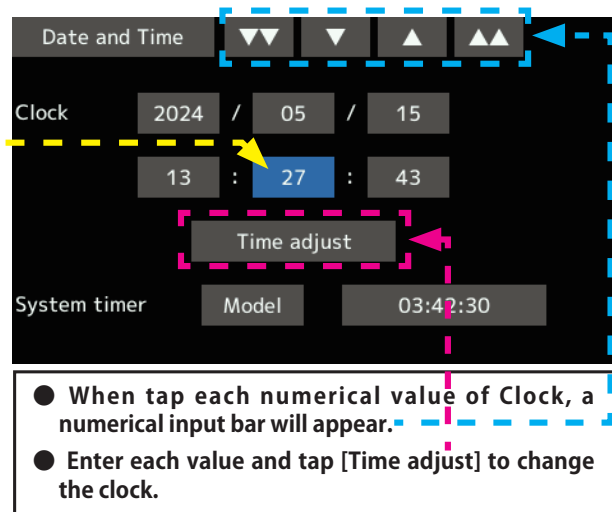 Date and Time ▼▼ ▼ ▲ ▲▲
Clock 2024 / 05 / 15
13 : 27 : 43
Time adjust
System timer Model 03:42:30
● When tap each numerical value of Clock, a
numerical input bar will appear.
● Enter each value and tap [Time adjust] to change
the clock.